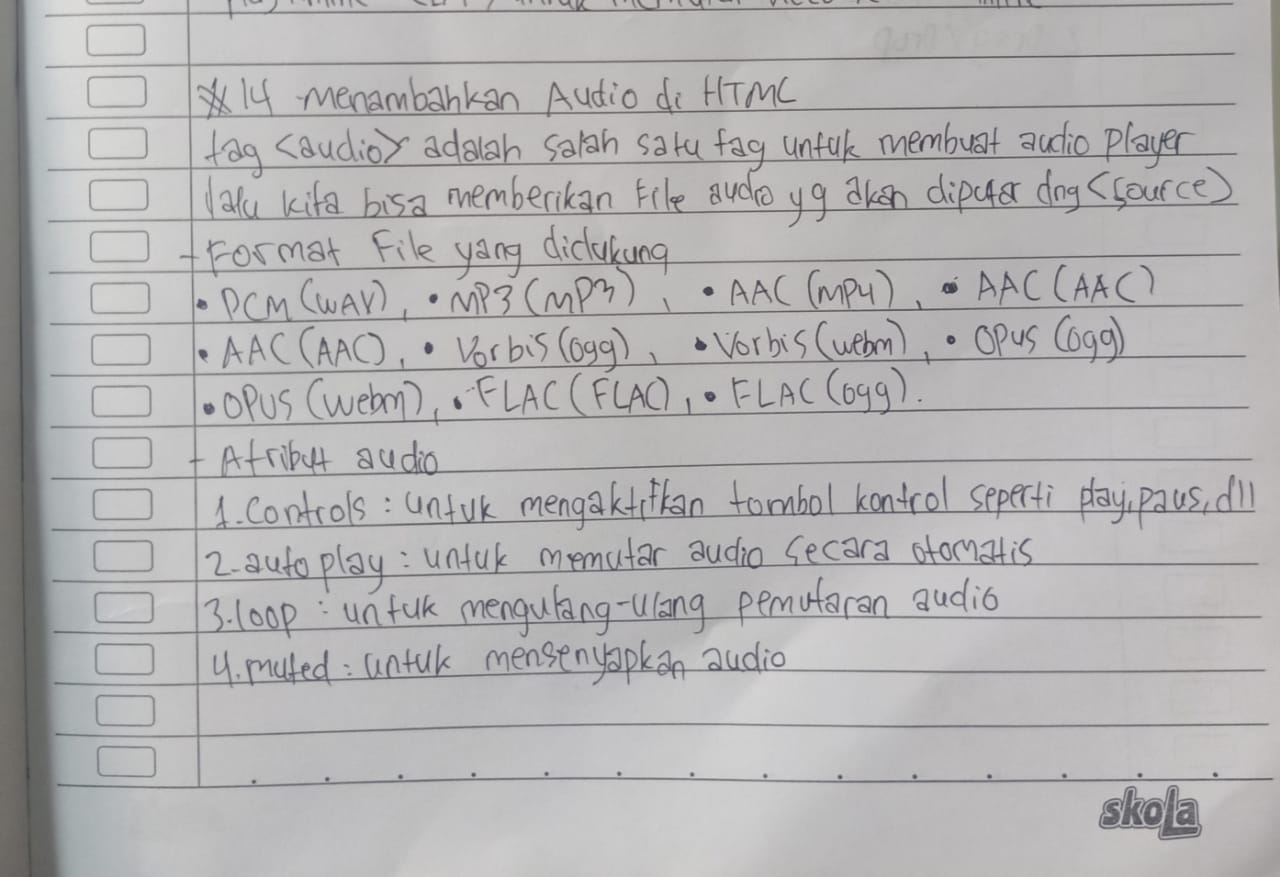 untuk memutar
#14 Menambahkan Audio di HTML
tag <audio> adalah salah satu tag untuk membuat audio player
lalu kita bisa memberikan File audio yg akan diputar dng <source>
- Format File yang didukung
• PCM (WAV), • MP3 (MP3), • AAC (MP4), • AAC (AAC)
• AAC (AAC), • Vorbis (ogg), • Vorbis (webm), • OPUS (ogg)
• OPUS (webm), • FLAC (FLAC), • FLAC (ogg).
- Atribut audio
1. Controls : untuk mengaktifkan tombol kontrol seperti play, paus, dll
2. auto play : untuk memutar audio secara otomatis
3. loop : untuk mengulang-ulang pemutaran audio
4. muted : untuk mensenyapkan audio
skola